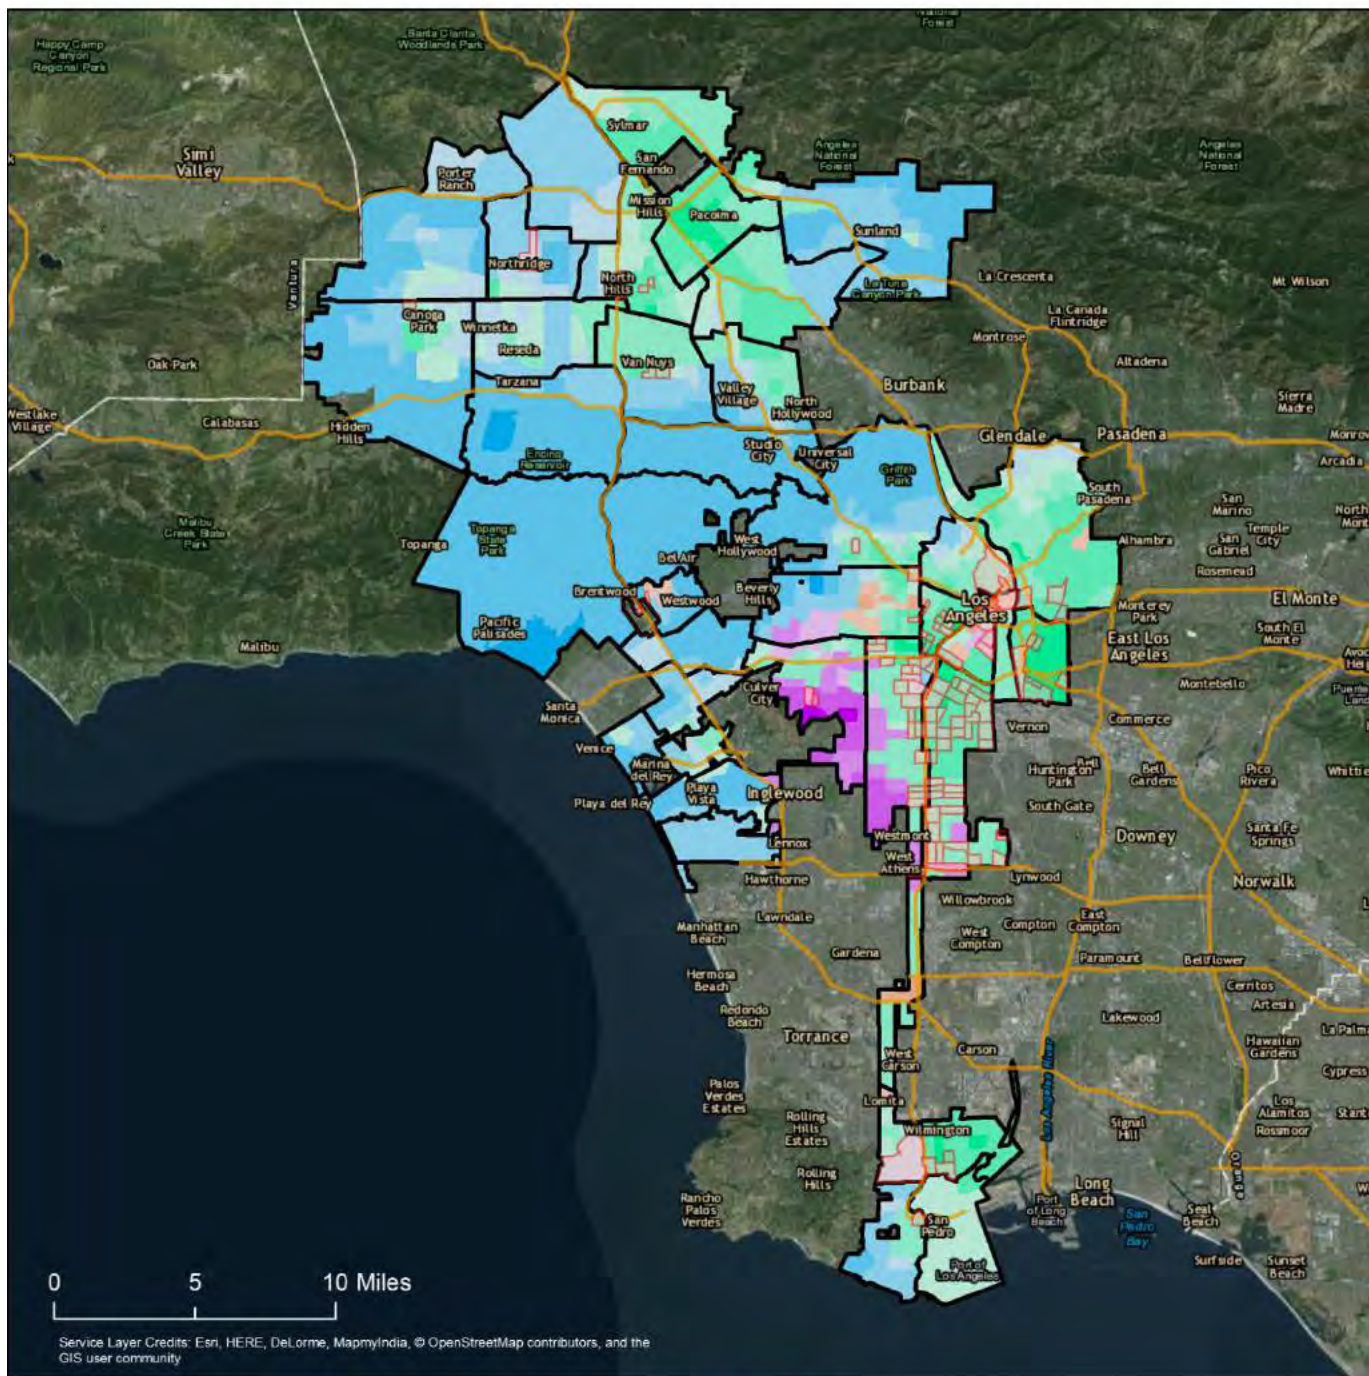 Happy Camp
Canyon
Regional Park
Santa Clarita
Woodlands Park
National
Forest
Simi
Valley
Sylmar
San
Fernando
Angeles
National
Forest
Angeles
National
Forest
Porter
Ranch
Mission
Hills
Pacoima
Sunland
Ventura
Northridge
North
Hills
La Tuna
Canyon Park
La Crescenta
Mt Wilson
Canoga
Park
Winnetka
Reseda
La Canada
Flintridge
Montrose
Oak Park
Van Nuys
Altadena
Tarzana
Valley
Village
North
Hollywood
Burbank
Sierra
Madre
Westlake
Village
Calabasas
Hidden
Hills
Studio
City
Universal
City
Glendale
Pasadena
Encino
Reservoir
Griffith
Park
Arcadia
South
Pasadena
San
Marino
Malibu
Creek State
Park
Topanga
Topanga
State
Park
West
Hollywood
Bel Air
Alhambra
San
Gabriel
Temple
City
Rosemead
Brentwood
Westwood
Beverly
Hills
Los
Angeles
Monterey
Park
El Monte
Pacific
Palisades
Malibu
East Los
Angeles
South El
Monte
Montebello
Santa
Monica
Culver
City
Vernon
Commerce
Venice
Marina
del Rey
Playa
Vista
Playa del Rey
Inglewood
Huntington
Park
Bell
Bell
Gardens
Pico
Rivera
South Gate
Westmont
Downey
Santa Fe
Springs
Lennox
West
Athens
Hawthorne
Lynwood
Norwalk
Willowbrook
Lawndale
Compton
East
Compton
Manhattan
Beach
West
Compton
Gardena
Paramount
Bellflower
Hermosa
Beach
Cerritos
Artesia
Redondo
Beach
Lakewood
La Palma
Torrance
Hawaiian
Gardens
West
Carson
Carson
Cypress
Los Angeles River
Palos
Verdes
Estates
Lomita
Los
Alamitos
Rossmoor
Rolling
Hills
Estates
Wilmington
Signal
Hill
Orange
Rolling
Hills
Rancho
Palos
Verdes
Long
Beach
Port
of Long
Beach
San
Pedro
San
Pedro
Bay
Seal
Beach
Port of
Los Angeles
Surfside
Sunset
Beach
0 5 10 Miles
Service Layer Credits: Esri, HERE, DeLorme, MapmyIndia, © OpenStreetMap contributors, and the
GIS user community